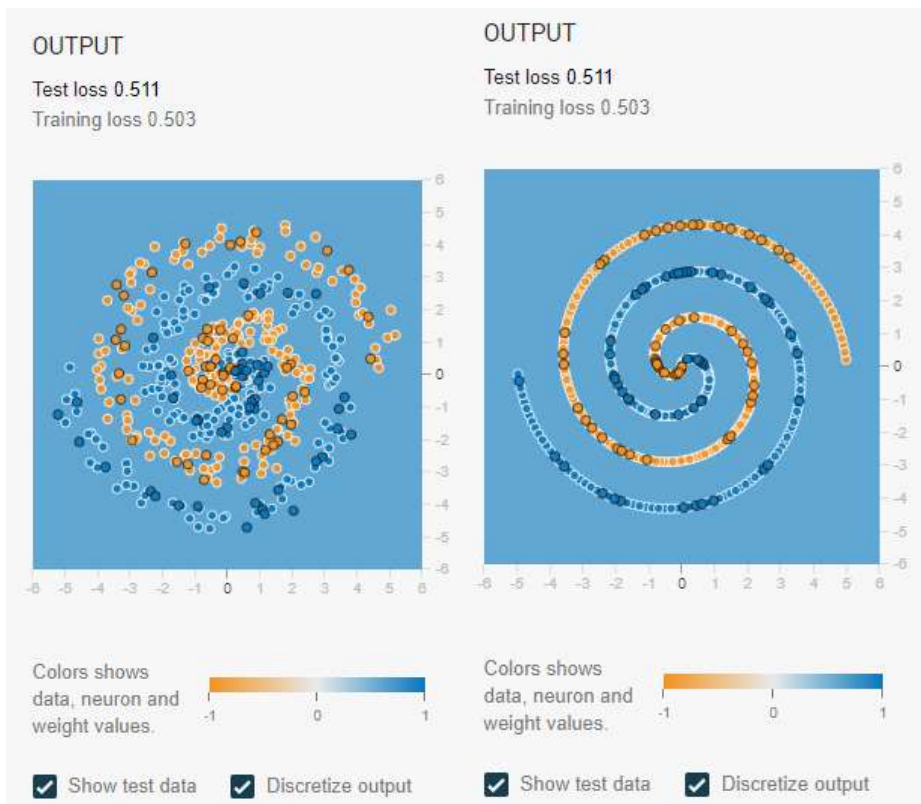 OUTPUT
Test loss 0.511
Training loss 0.503
6
5
4
3
2
1
0
-1
-2
-3
-4
-5
-6
-6 -5 -4 -3 -2 -1 0 1 2 3 4 5 6
Colors shows
data, neuron and
weight values.
-1 0 1
Show test data Discretize output
OUTPUT
Test loss 0.511
Training loss 0.503
6
5
4
3
2
1
0
-1
-2
-3
-4
-5
-6
-6 -5 -4 -3 -2 -1 0 1 2 3 4 5 6
Colors shows
data, neuron and
weight values.
-1 0 1
Show test data Discretize output